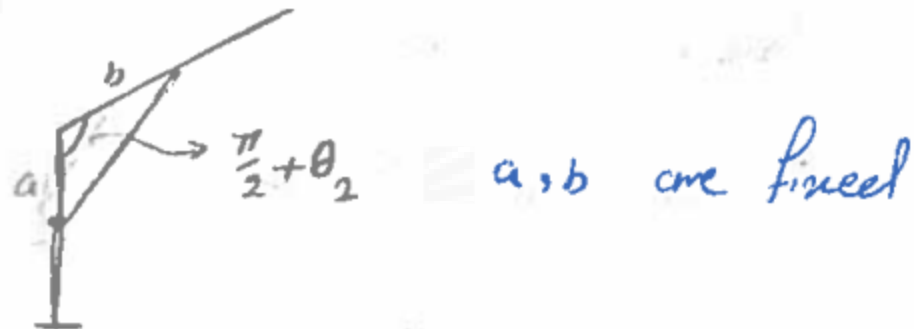 b
a
π/2 + θ₂
a, b are fixed